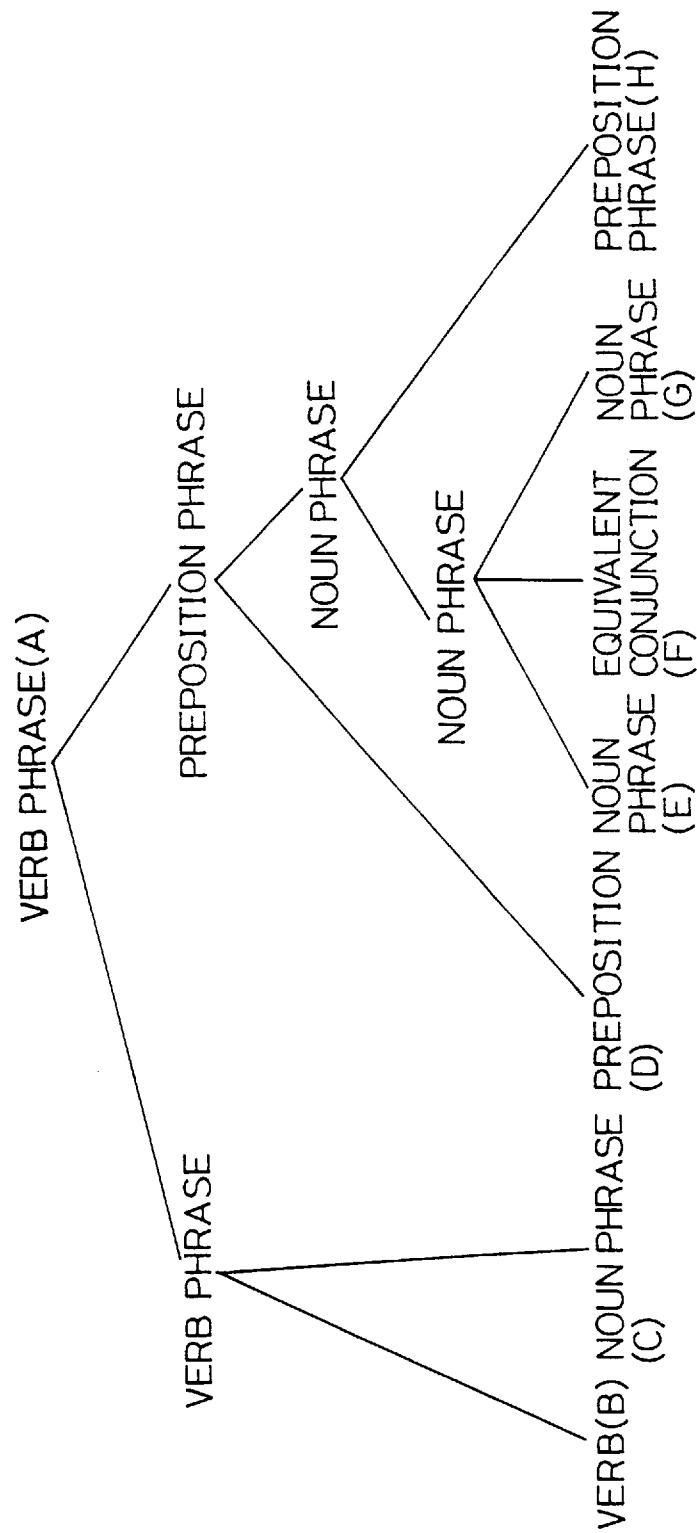 VERB PHRASE(A)
VERB PHRASE
PREPOSITION PHRASE
NOUN PHRASE
NOUN PHRASE
VERB(B)
NOUN PHRASE
(C)
PREPOSITION
(D)
NOUN
PHRASE
(E)
EQUIVALENT
CONJUNCTION
(F)
NOUN
PHRASE
(G)
PREPOSITION
PHRASE(H)